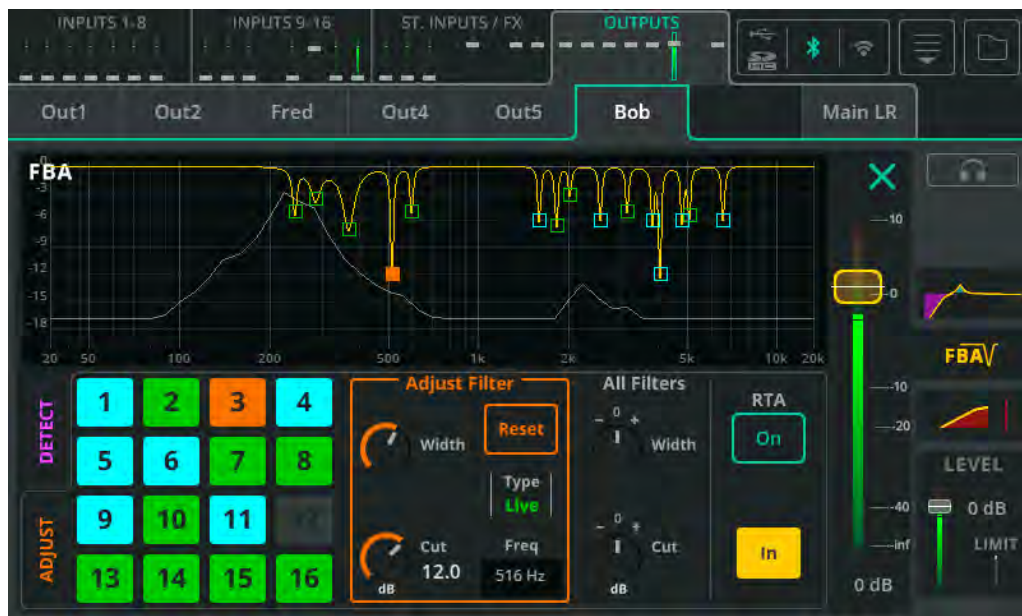 INPUTS 1-8 INPUTS 9-16 ST. INPUTS / FX OUTPUTS
Out1 Out2 Fred Out4 Out5 Bob Main LR
FBA
0
-3
-6
-9
-12
-15
-18
20 50 100 200 500 1k 2k 5k 10k 20k
10
0
-10
-20
-40
-inf
0 dB
FBA
LEVEL
0 dB
LIMIT
DETECT
ADJUST
1 2 3 4
5 6 7 8
9 10 11 12
13 14 15 16
Adjust Filter
Width
Reset
Type
Live
Cut
12.0
dB
Freq
516 Hz
All Filters
- 0 +
Width
- 0 +
Cut
dB
RTA
On
In